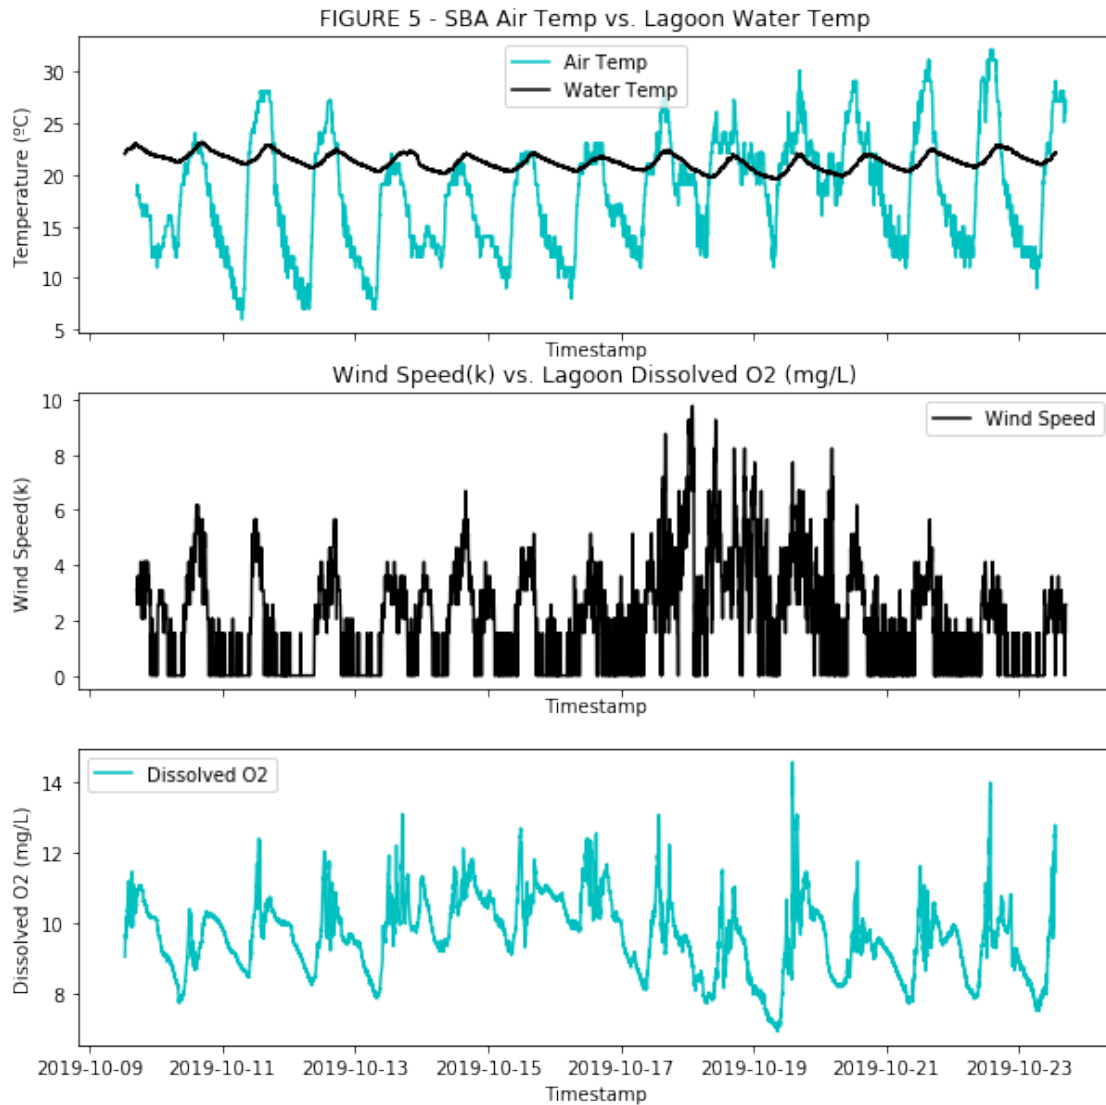 FIGURE 5 - SBA Air Temp vs. Lagoon Water Temp
Air Temp
Water Temp
30
25
20
15
10
5
Temperature (ºC)
Timestamp
Wind Speed(k) vs. Lagoon Dissolved O2 (mg/L)
Wind Speed
10
8
6
4
2
0
Wind Speed(k)
Timestamp
Dissolved O2
14
12
10
8
Dissolved O2 (mg/L)
2019-10-09 2019-10-11 2019-10-13 2019-10-15 2019-10-17 2019-10-19 2019-10-21 2019-10-23
Timestamp